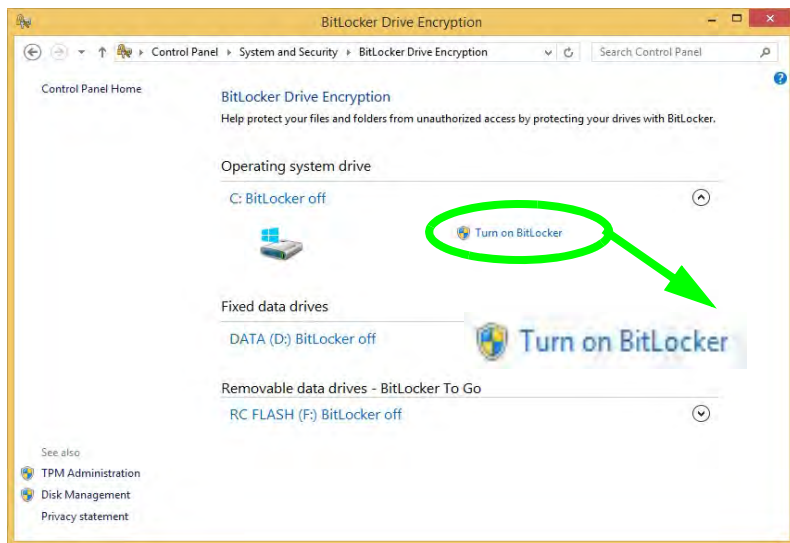 BitLocker Drive Encryption
Control Panel System and Security BitLocker Drive Encryption Search Control Panel
Control Panel Home
BitLocker Drive Encryption
Help protect your files and folders from unauthorized access by protecting your drives with BitLocker.
Operating system drive
C: BitLocker off
Turn on BitLocker
Fixed data drives
DATA (D:) BitLocker off
Turn on BitLocker
Removable data drives - BitLocker To Go
RC FLASH (F:) BitLocker off
See also
TPM Administration
Disk Management
Privacy statement